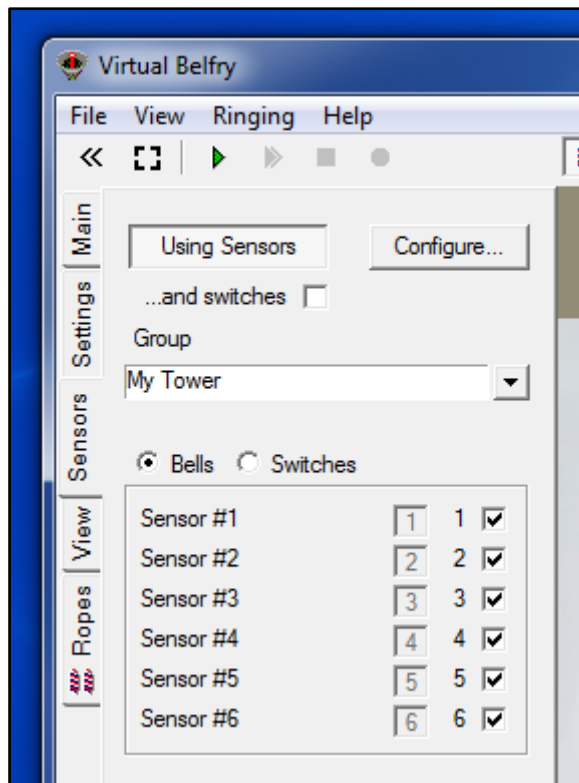 Virtual Belfry
File View Ringing Help
Main
Settings
Sensors
View
Ropes
Using Sensors Configure...
...and switches
Group
My Tower
Bells Switches
Sensor #1 1 1
Sensor #2 2 2
Sensor #3 3 3
Sensor #4 4 4
Sensor #5 5 5
Sensor #6 6 6